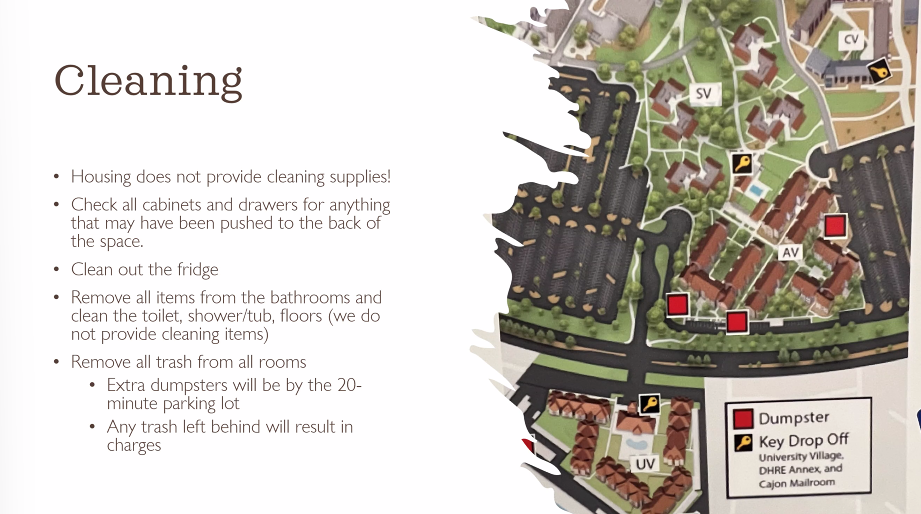 Cleaning
• Housing does not provide cleaning supplies!
• Check all cabinets and drawers for anything
that may have been pushed to the back of
the space.
• Clean out the fridge
• Remove all items from the bathrooms and
clean the toilet, shower/tub, floors (we do
not provide cleaning items)
• Remove all trash from all rooms
• Extra dumpsters will be by the 20-
minute parking lot
• Any trash left behind will result in
charges
CV
SV
AV
UV
Dumpster
Key Drop Off
University Village,
DHRE Annex, and
Cajon Mailroom